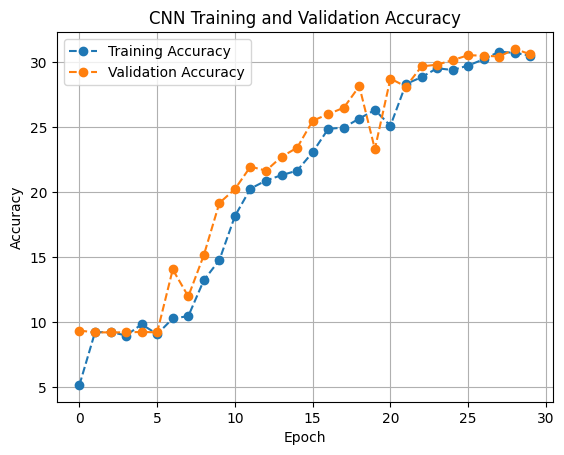 CNN Training and Validation Accuracy
Training Accuracy
Validation Accuracy
Accuracy
30
25
20
15
10
5
0 5 10 15 20 25 30
Epoch